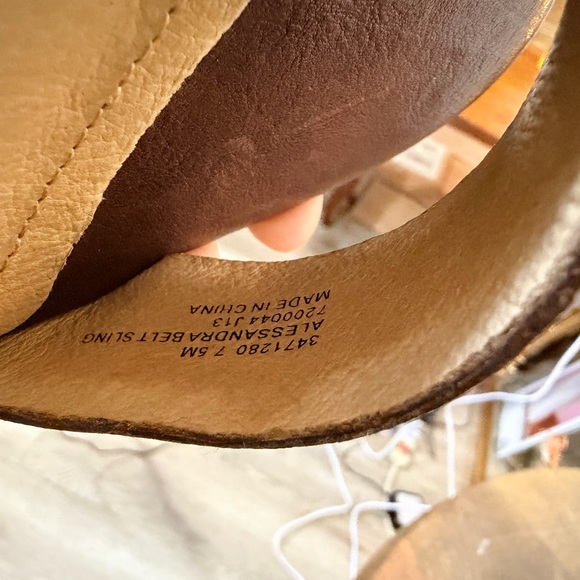 3471280 7 5M
ALESSANDRA BELT SLING
7200044 J13
MADE IN CHINA